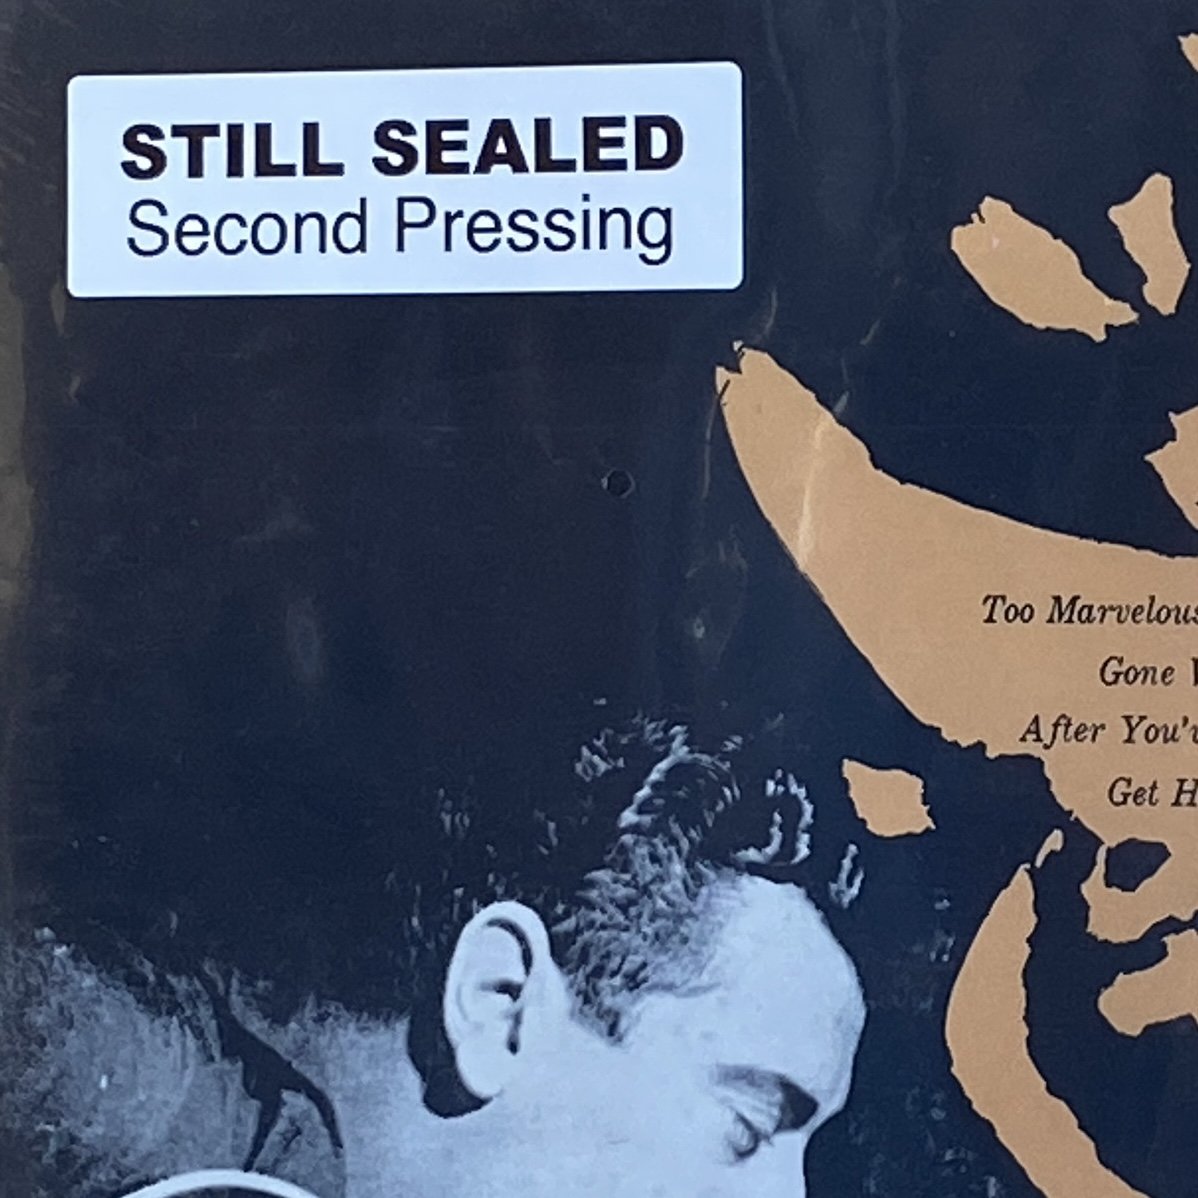 STILL SEALED
Second Pressing
Too Marvelous
Gone
After You'v
Get H